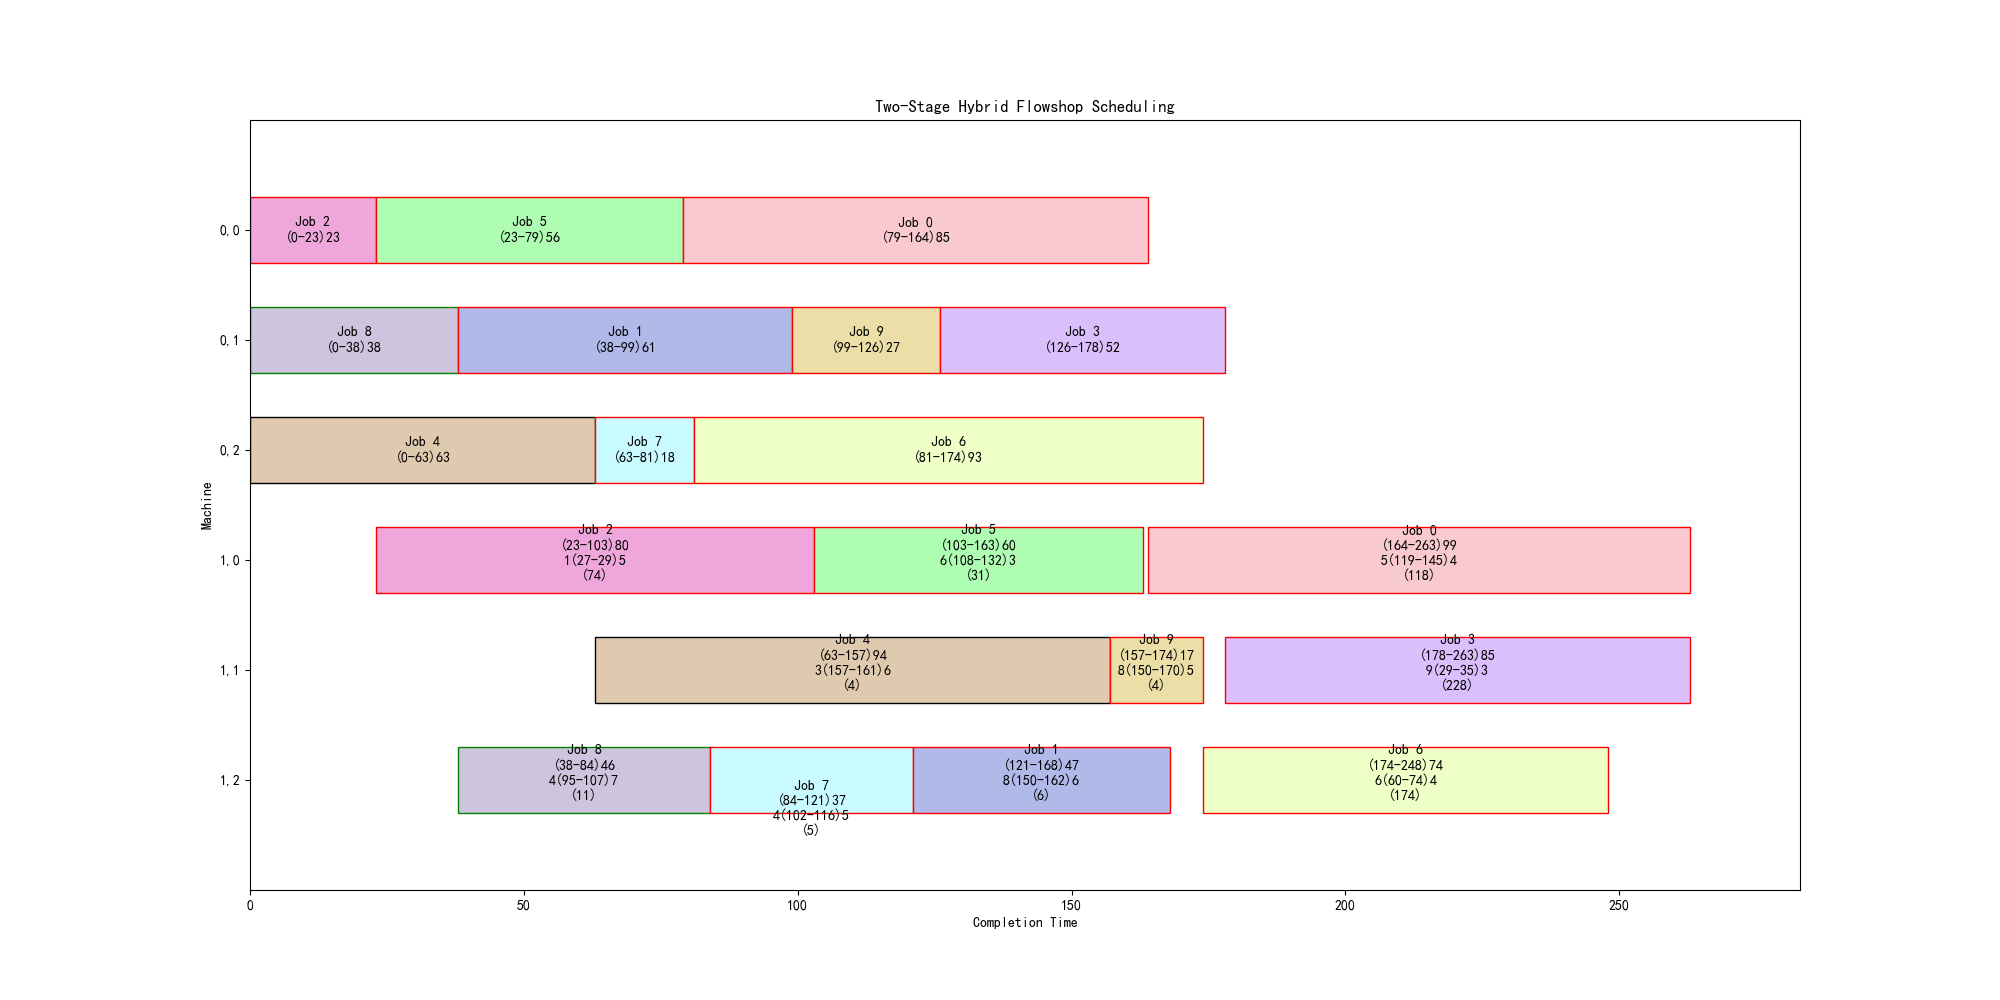 Two-Stage Hybrid Flowshop Scheduling
Machine
0,0
Job 2
(0-23)23
Job 5
(23-79)56
Job 0
(79-164)85
0,1
Job 8
(0-38)38
Job 1
(38-99)61
Job 9
(99-126)27
Job 3
(126-178)52
0,2
Job 4
(0-63)63
Job 7
(63-81)18
Job 6
(81-174)93
1,0
Job 2
(23-103)80
1(27-29)5
(74)
Job 5
(103-163)60
6(108-132)3
(31)
Job 0
(164-263)99
5(119-145)4
(118)
1,1
Job 4
(63-157)94
3(157-161)6
(4)
Job 9
(157-174)17
8(150-170)5
(4)
Job 3
(178-263)85
9(29-35)3
(228)
1,2
Job 8
(38-84)46
4(95-107)7
(11)
Job 7
(84-121)37
4(102-116)5
(5)
Job 1
(121-168)47
8(150-162)6
(6)
Job 6
(174-248)74
6(60-74)4
(174)
0 50 100 150 200 250
Completion Time